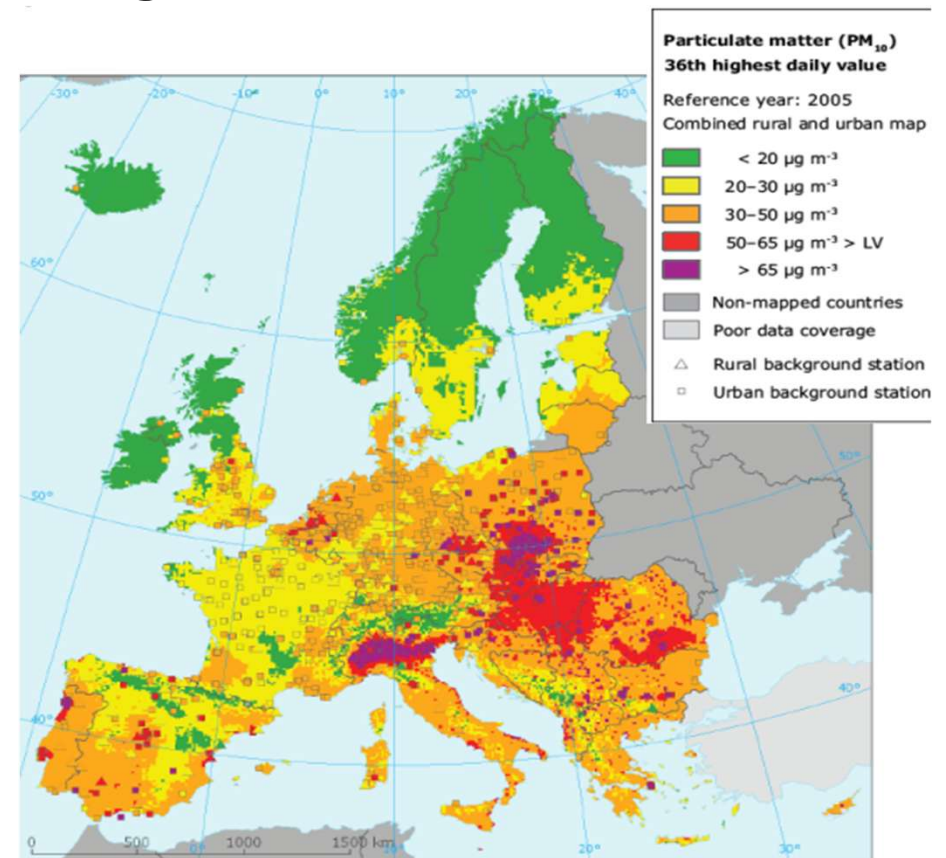 Particulate matter (PM10)
36th highest daily value
Reference year: 2005
Combined rural and urban map
< 20 µg m-3
20–30 µg m-3
30–50 µg m-3
50–65 µg m-3 > LV
> 65 µg m-3
Non-mapped countries
Poor data coverage
Rural background station
Urban background station
-30° -20° -10° 0° 10° 20° 30° 40°
60°
50° 50°
40° 40°
0 500 1000 1500 km
0° 20° 30°